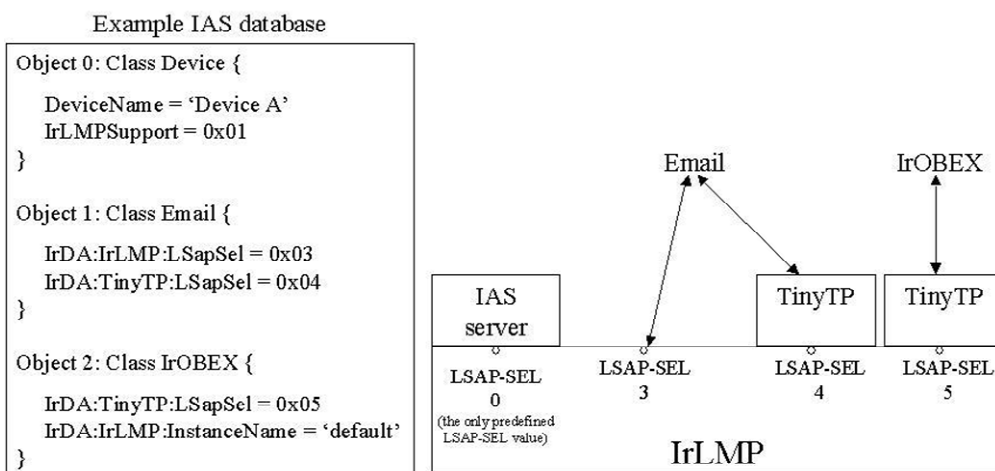 Example IAS database
Object 0: Class Device {
DeviceName = ‘Device A’
IrLMPSupport = 0x01
}
Object 1: Class Email {
IrDA:IrLMP:LSapSel = 0x03
IrDA:TinyTP:LSapSel = 0x04
}
Object 2: Class IrOBEX {
IrDA:TinyTP:LSapSel = 0x05
IrDA:IrLMP:InstanceName = ‘default’
}
Email
IrOBEX
IAS
server
TinyTP
TinyTP
LSAP-SEL
0
(the only predefined
LSAP-SEL value)
LSAP-SEL
3
LSAP-SEL
4
LSAP-SEL
5
IrLMP